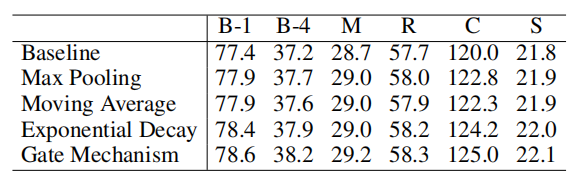 B-1 B-4 M R C S
Baseline 77.4 37.2 28.7 57.7 120.0 21.8
Max Pooling 77.9 37.7 29.0 58.0 122.8 21.9
Moving Average 77.9 37.6 29.0 57.9 122.3 21.9
Exponential Decay 78.4 37.9 29.0 58.2 124.2 22.0
Gate Mechanism 78.6 38.2 29.2 58.3 125.0 22.1